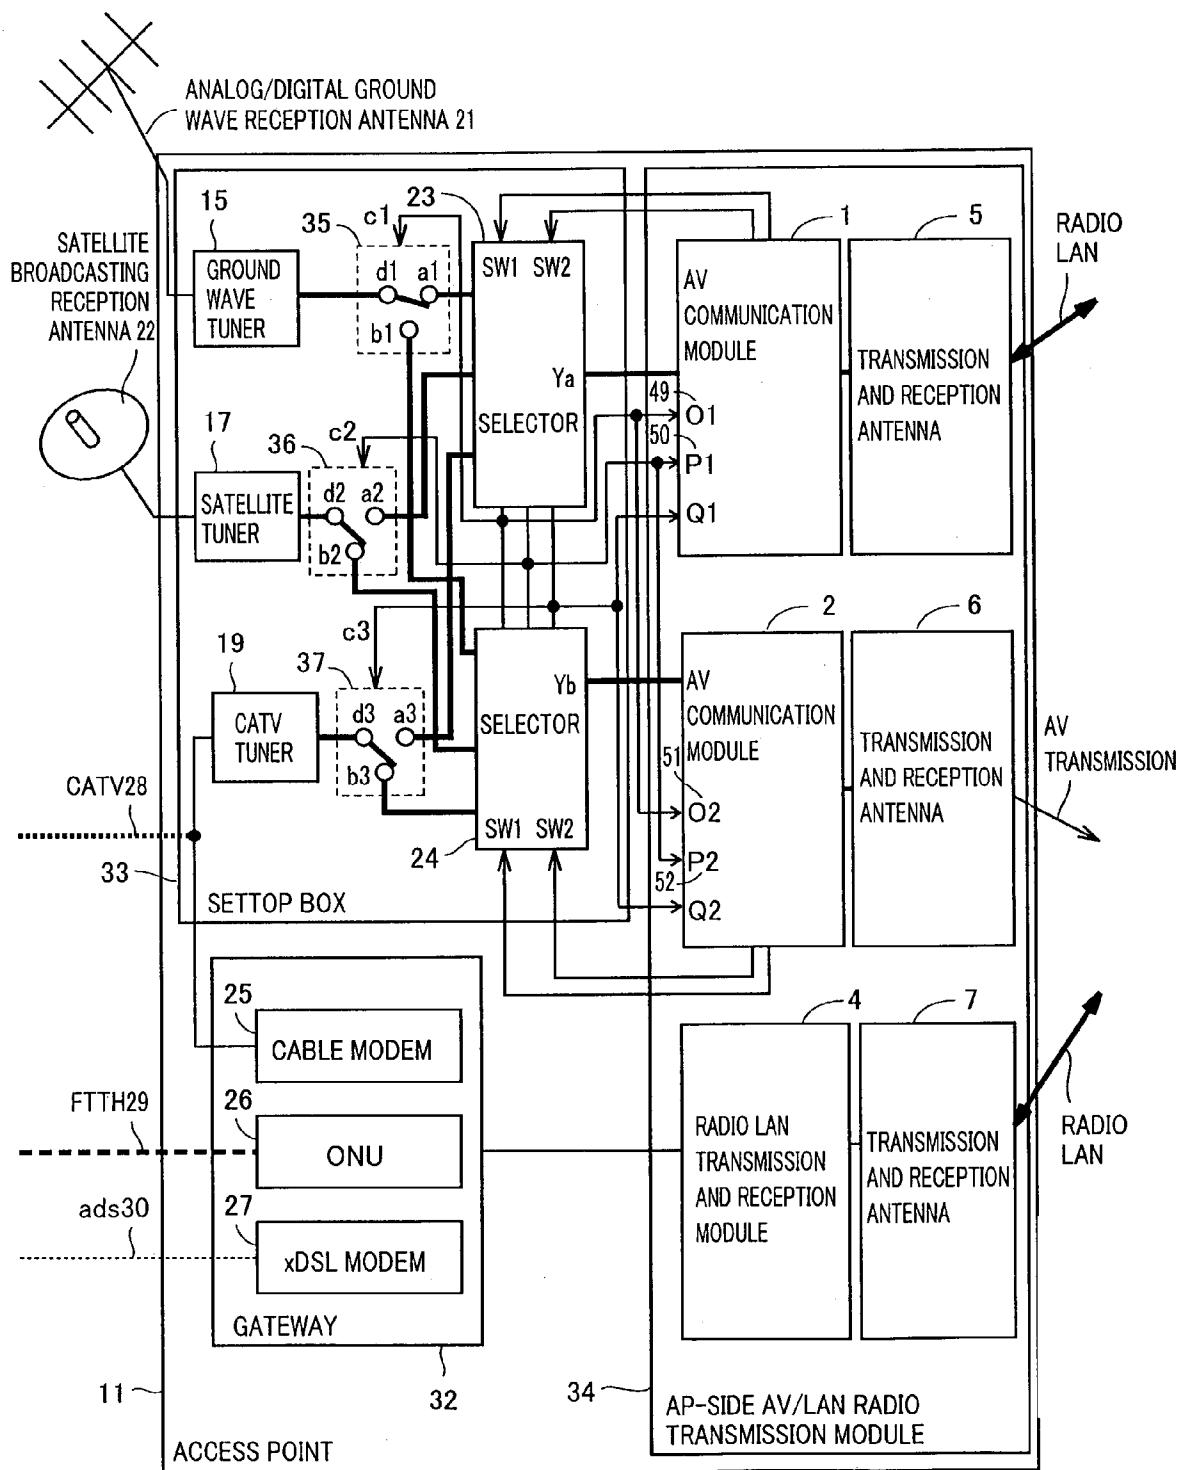 ANALOG/DIGITAL GROUND
WAVE RECEPTION ANTENNA 21
SATELLITE
BROADCASTING
RECEPTION
ANTENNA 22
15
GROUND
WAVE
TUNER
35
c1
d1
a1
b1
23
SW1
SW2
Ya
SELECTOR
1
AV
COMMUNICATION
MODULE
49
O1
50
P1
Q1
5
TRANSMISSION
AND RECEPTION
ANTENNA
RADIO
LAN
17
SATELLITE
TUNER
36
c2
d2
a2
b2
19
CATV
TUNER
37
c3
d3
a3
b3
Yb
SELECTOR
SW1
SW2
24
2
AV
COMMUNICATION
MODULE
51
O2
P2
52
Q2
6
TRANSMISSION
AND RECEPTION
ANTENNA
AV
TRANSMISSION
CATV28
33
SETTOP BOX
25
CABLE MODEM
FTTH29
26
ONU
ads30
27
xDSL MODEM
GATEWAY
32
4
RADIO LAN
TRANSMISSION
AND RECEPTION
MODULE
7
TRANSMISSION
AND RECEPTION
ANTENNA
RADIO
LAN
11
34
AP-SIDE AV/LAN RADIO
TRANSMISSION MODULE
ACCESS POINT